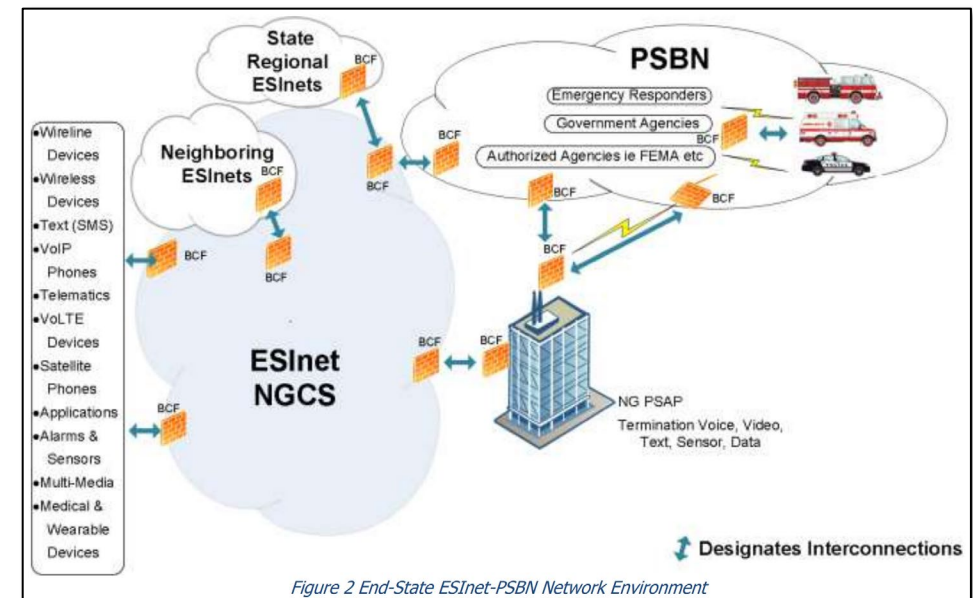 State
Regional
ESInets
BCF
PSBN
Emergency Responders
Government Agencies
BCF
Authorized Agencies ie FEMA etc
BCF
BCF
Neighboring
ESInets
BCF
BCF
BCF
BCF
●Wireline
Devices
●Wireless
Devices
●Text (SMS)
●VoIP
Phones
●Telematics
●VoLTE
Devices
●Satellite
Phones
●Applications
●Alarms &
Sensors
●Multi-Media
●Medical &
Wearable
Devices
BCF
BCF
BCF
ESInet
NGCS
BCF
BCF
BCF
NG PSAP
Termination Voice, Video,
Text, Sensor, Data
Designates Interconnections
Figure 2 End-State ESInet-PSBN Network Environment